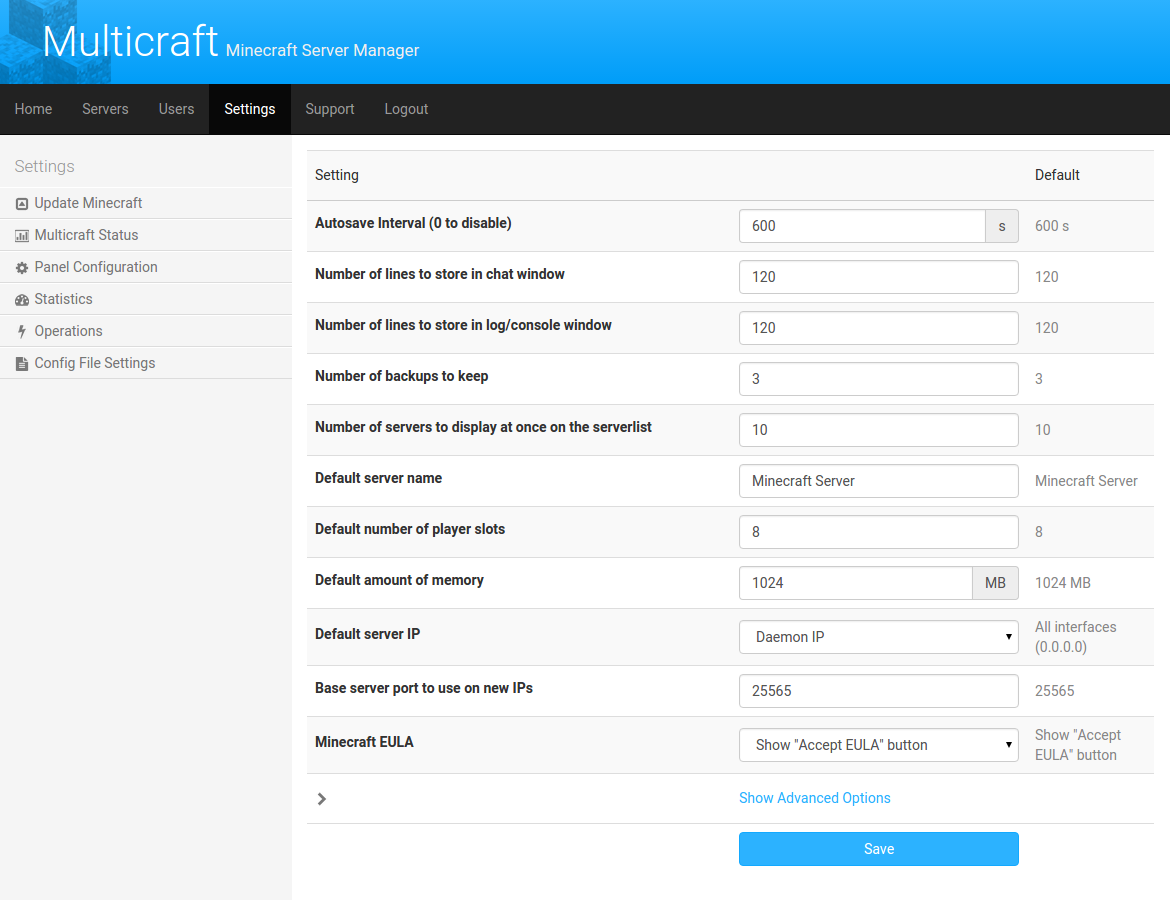 Multicraft Minecraft Server Manager
Home Servers Users Settings Support Logout
Settings
Update Minecraft
Multicraft Status
Panel Configuration
Statistics
Operations
Config File Settings
Setting Default
Autosave Interval (0 to disable) 600 s 600 s
Number of lines to store in chat window 120 120
Number of lines to store in log/console window 120 120
Number of backups to keep 3 3
Number of servers to display at once on the serverlist 10 10
Default server name Minecraft Server Minecraft Server
Default number of player slots 8 8
Default amount of memory 1024 MB 1024 MB
Default server IP Daemon IP All interfaces
(0.0.0.0)
Base server port to use on new IPs 25565 25565
Minecraft EULA Show "Accept EULA" button Show "Accept
EULA" button
Show Advanced Options
Save